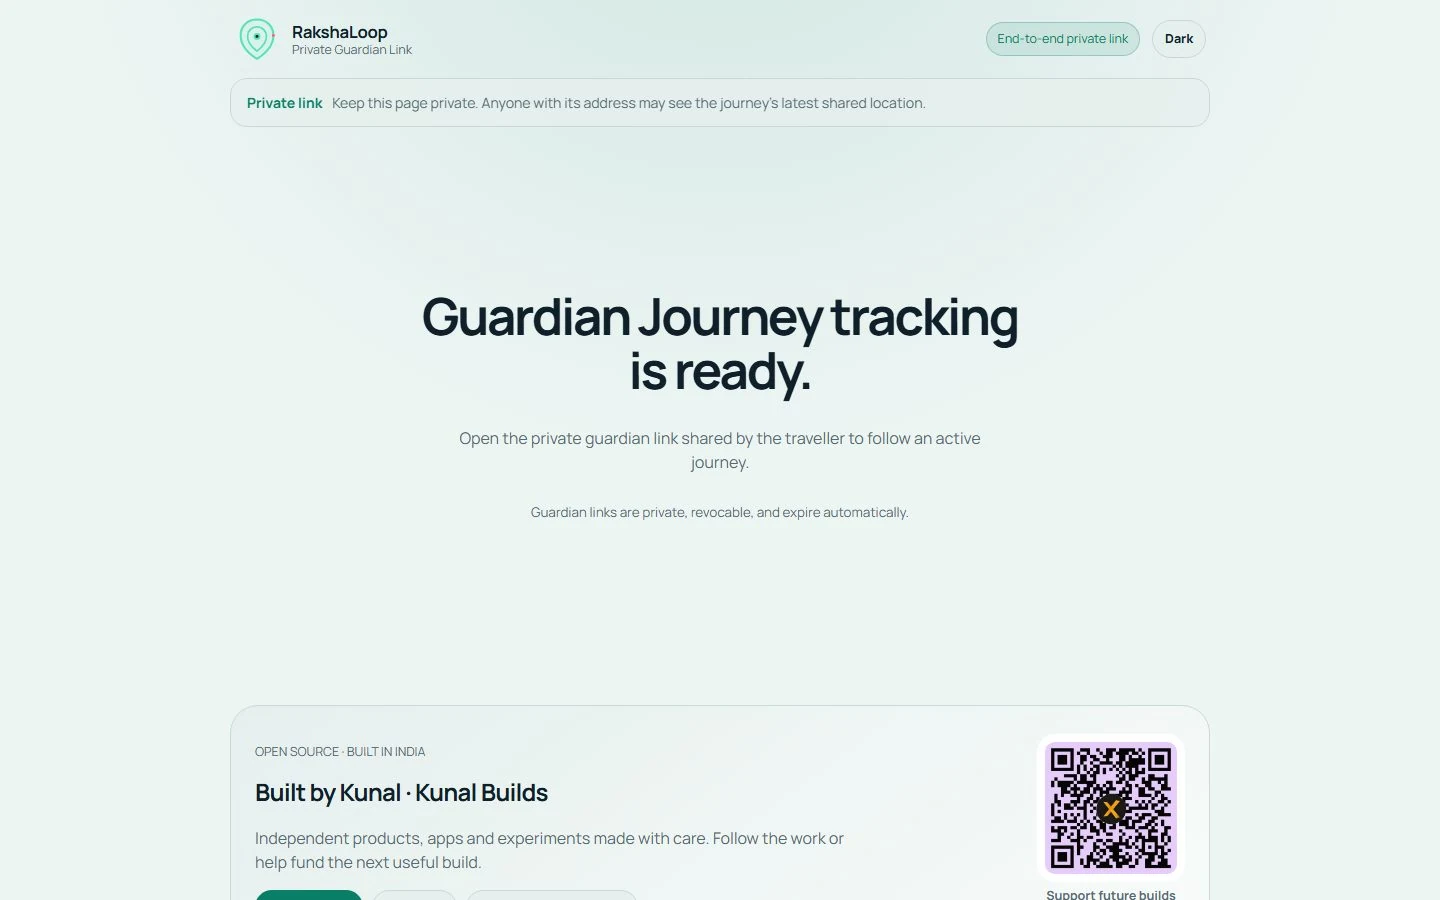 RakshaLoop
Private Guardian Link
End-to-end private link
Dark
Private link Keep this page private. Anyone with its address may see the journey's latest shared location.
Guardian Journey tracking
is ready.
Open the private guardian link shared by the traveller to follow an active
journey.
Guardian links are private, revocable, and expire automatically.
OPEN SOURCE · BUILT IN INDIA
Built by Kunal · Kunal Builds
Independent products, apps and experiments made with care. Follow the work or
help fund the next useful build.
Support future builds